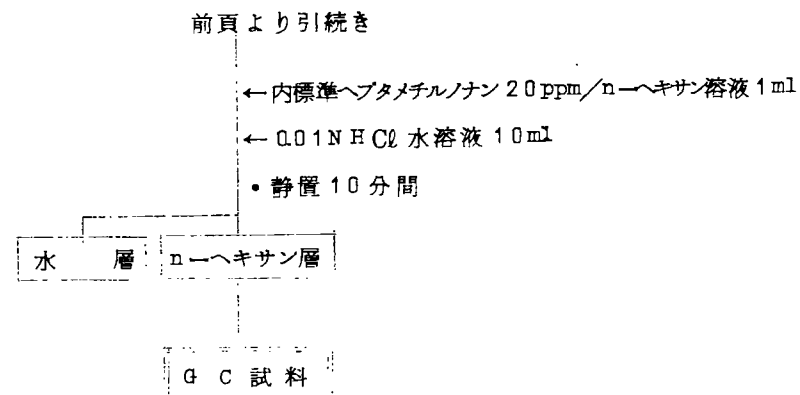 前頁より引続き
←内標準ヘプタメチルノナン20ppm/n-ヘキサン溶液1ml
←0.01N HCl 水溶液10ml
•静置10分間
水 層 n-ヘキサン層
GC試料